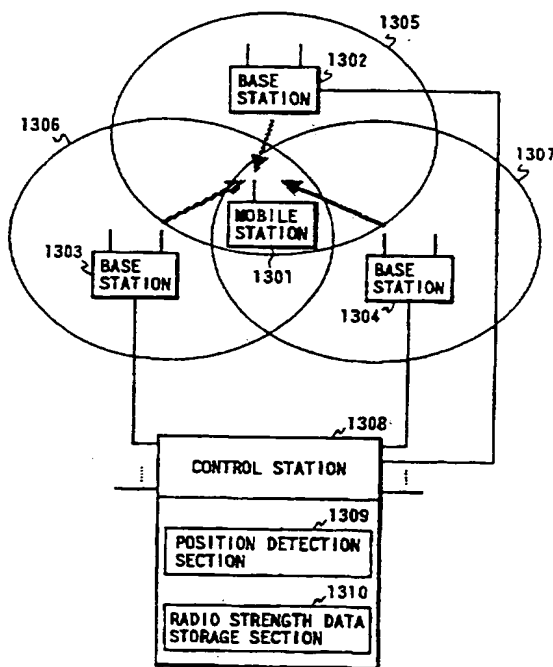 1305
1302
BASE
STATION
1306
1307
MOBILE
STATION
1301
1303
BASE
STATION
BASE
STATION
1304
1308
CONTROL STATION
1309
POSITION DETECTION
SECTION
1310
RADIO STRENGTH DATA
STORAGE SECTION